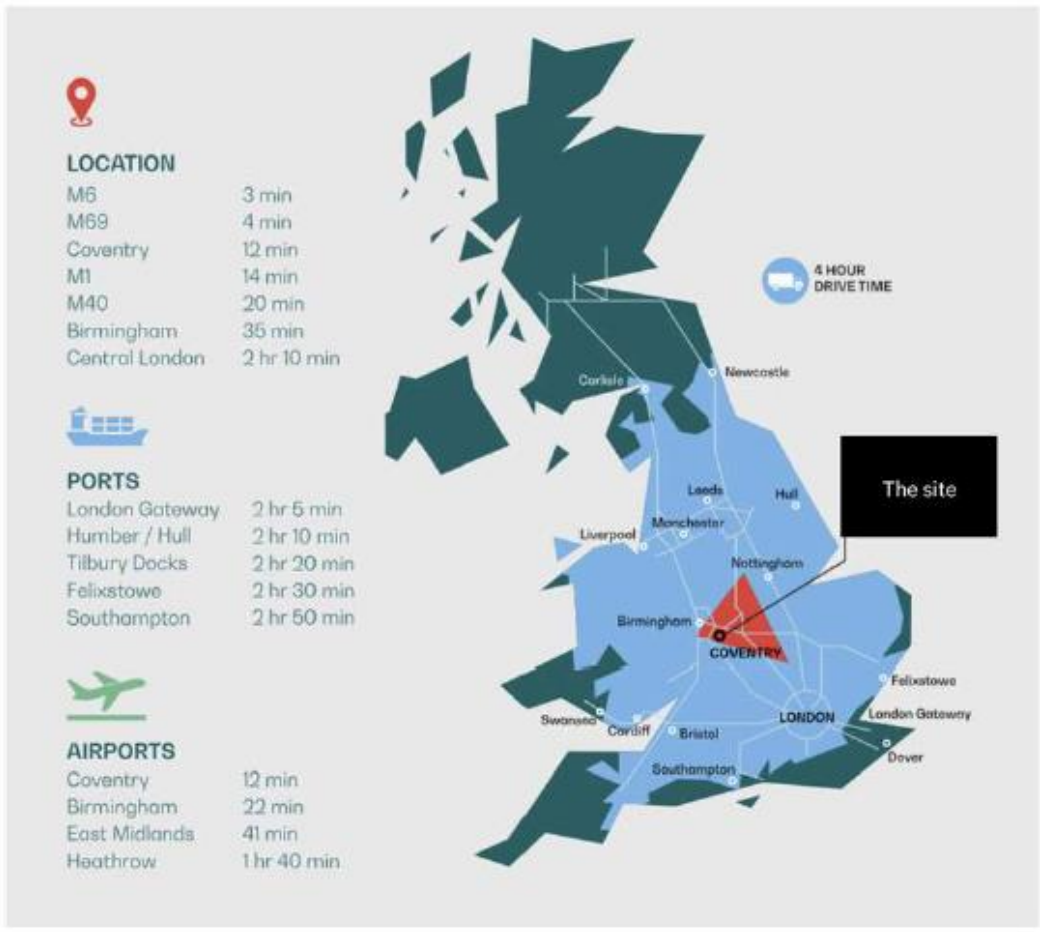 LOCATION
M6 3 min
M69 4 min
Coventry 12 min
M1 14 min
M40 20 min
Birmingham 35 min
Central London 2 hr 10 min
PORTS
London Gateway 2 hr 5 min
Humber / Hull 2 hr 10 min
Tilbury Docks 2 hr 20 min
Felixstowe 2 hr 30 min
Southampton 2 hr 50 min
AIRPORTS
Coventry 12 min
Birmingham 22 min
East Midlands 41 min
Heathrow 1 hr 40 min
4 HOUR
DRIVE TIME
Carlisle
Newcastle
The site
Leeds
Hull
Manchester
Liverpool
Nottingham
Birmingham
COVENTRY
Felixstowe
London Gateway
LONDON
Swansea
Cardiff
Bristol
Dover
Southampton